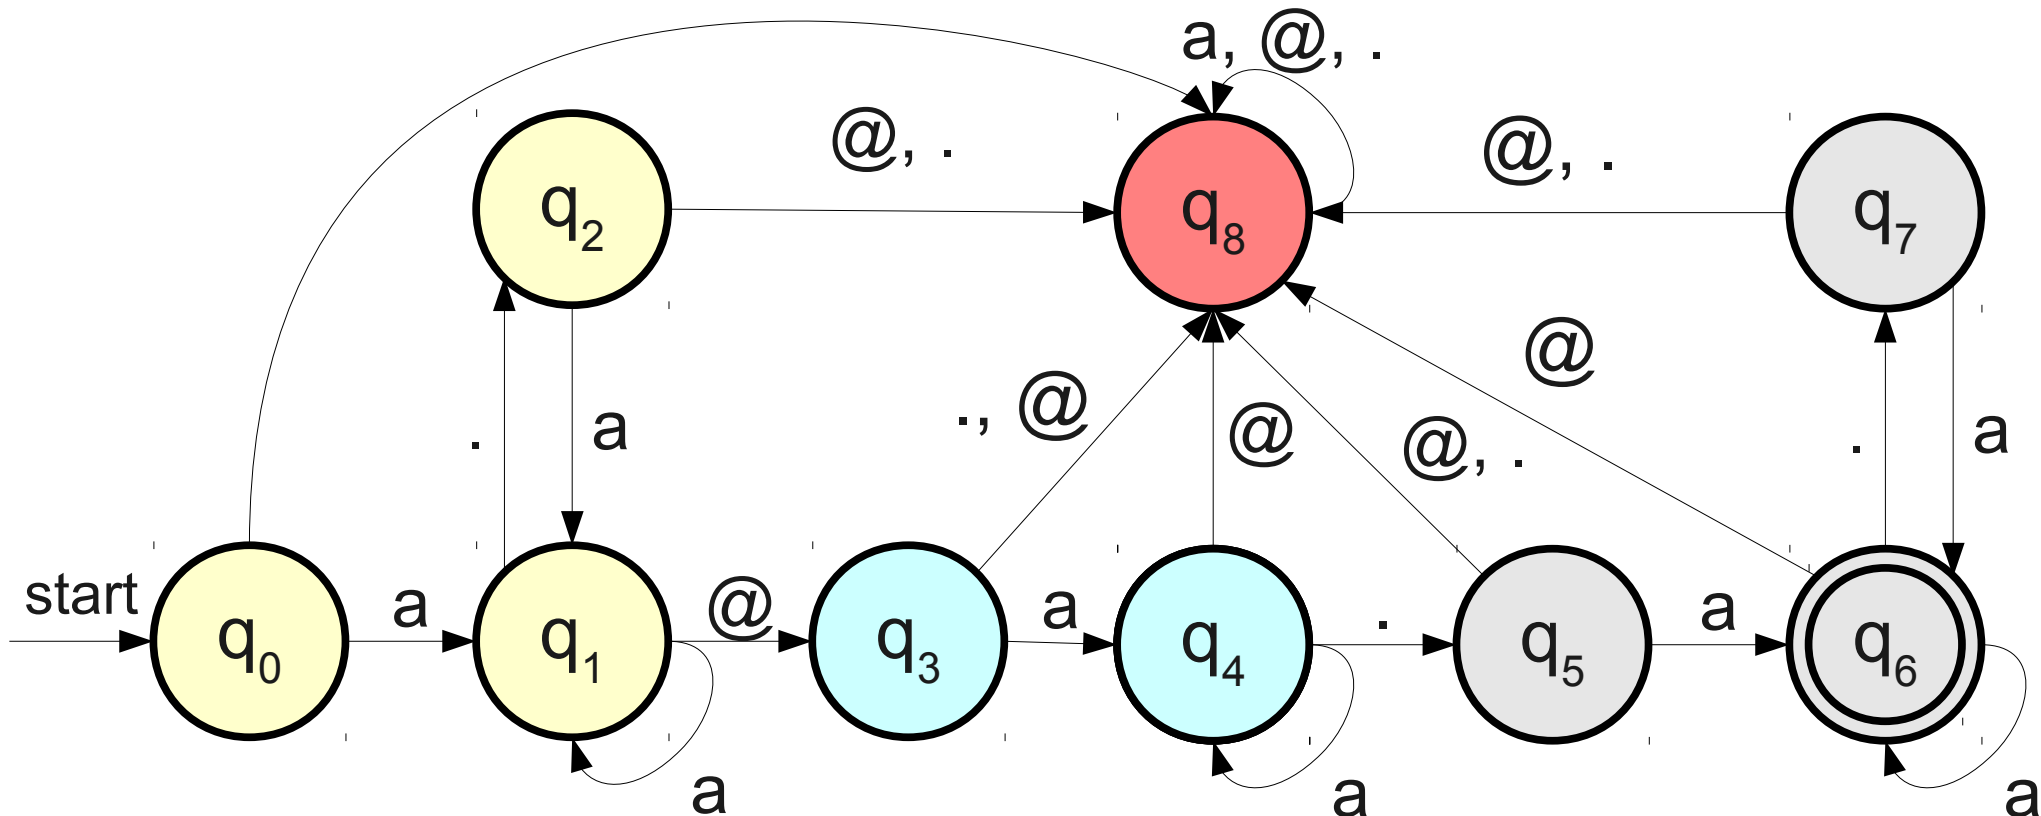 a, @, .
@, .
@, .
q2
q8
q7
@
., @
@
@, .
.
a
.
a
start
q0
a
q1
@
q3
a
q4
.
q5
a
q6
a
a
a